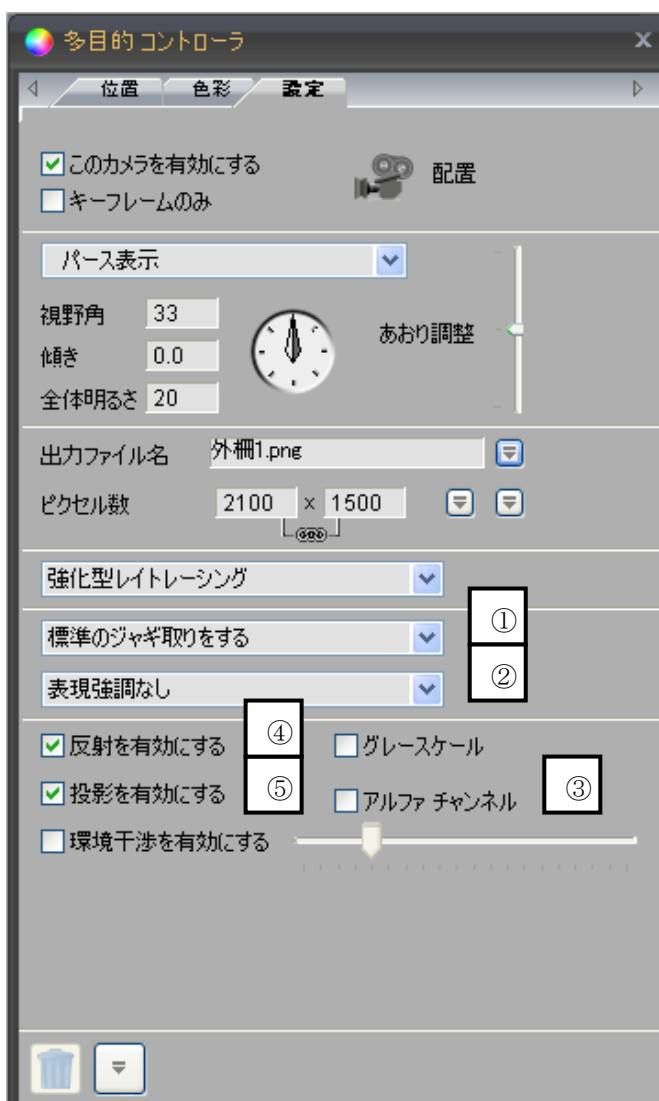 多目的 コントローラ x
位置 色彩 設定
このカメラを有効にする
配置
キーフレームのみ
パース表示
視野角 33
あおり調整
傾き 0.0
全体明るさ 20
出力ファイル名 外柵1.png
ピクセル数 2100 × 1500
強化型レイトレーシング
①
標準のジャギ取りをする
②
表現強調なし
反射を有効にする ④ グレースケール
投影を有効にする ⑤ アルファ チャンネル ③
環境干渉を有効にする